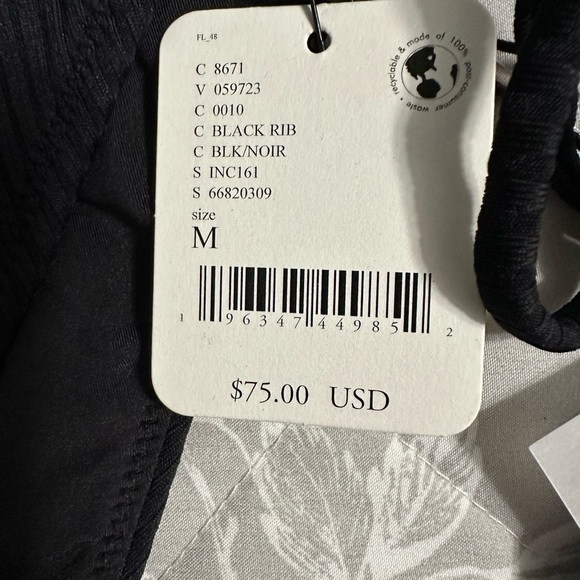 FL_48
recyclable & made of 100% post-consumer waste •
C 8671
V 059723
C 0010
C BLACK RIB
C BLK/NOIR
S INC161
S 66820309
size
M
1 96347 44985 2
$75.00 USD